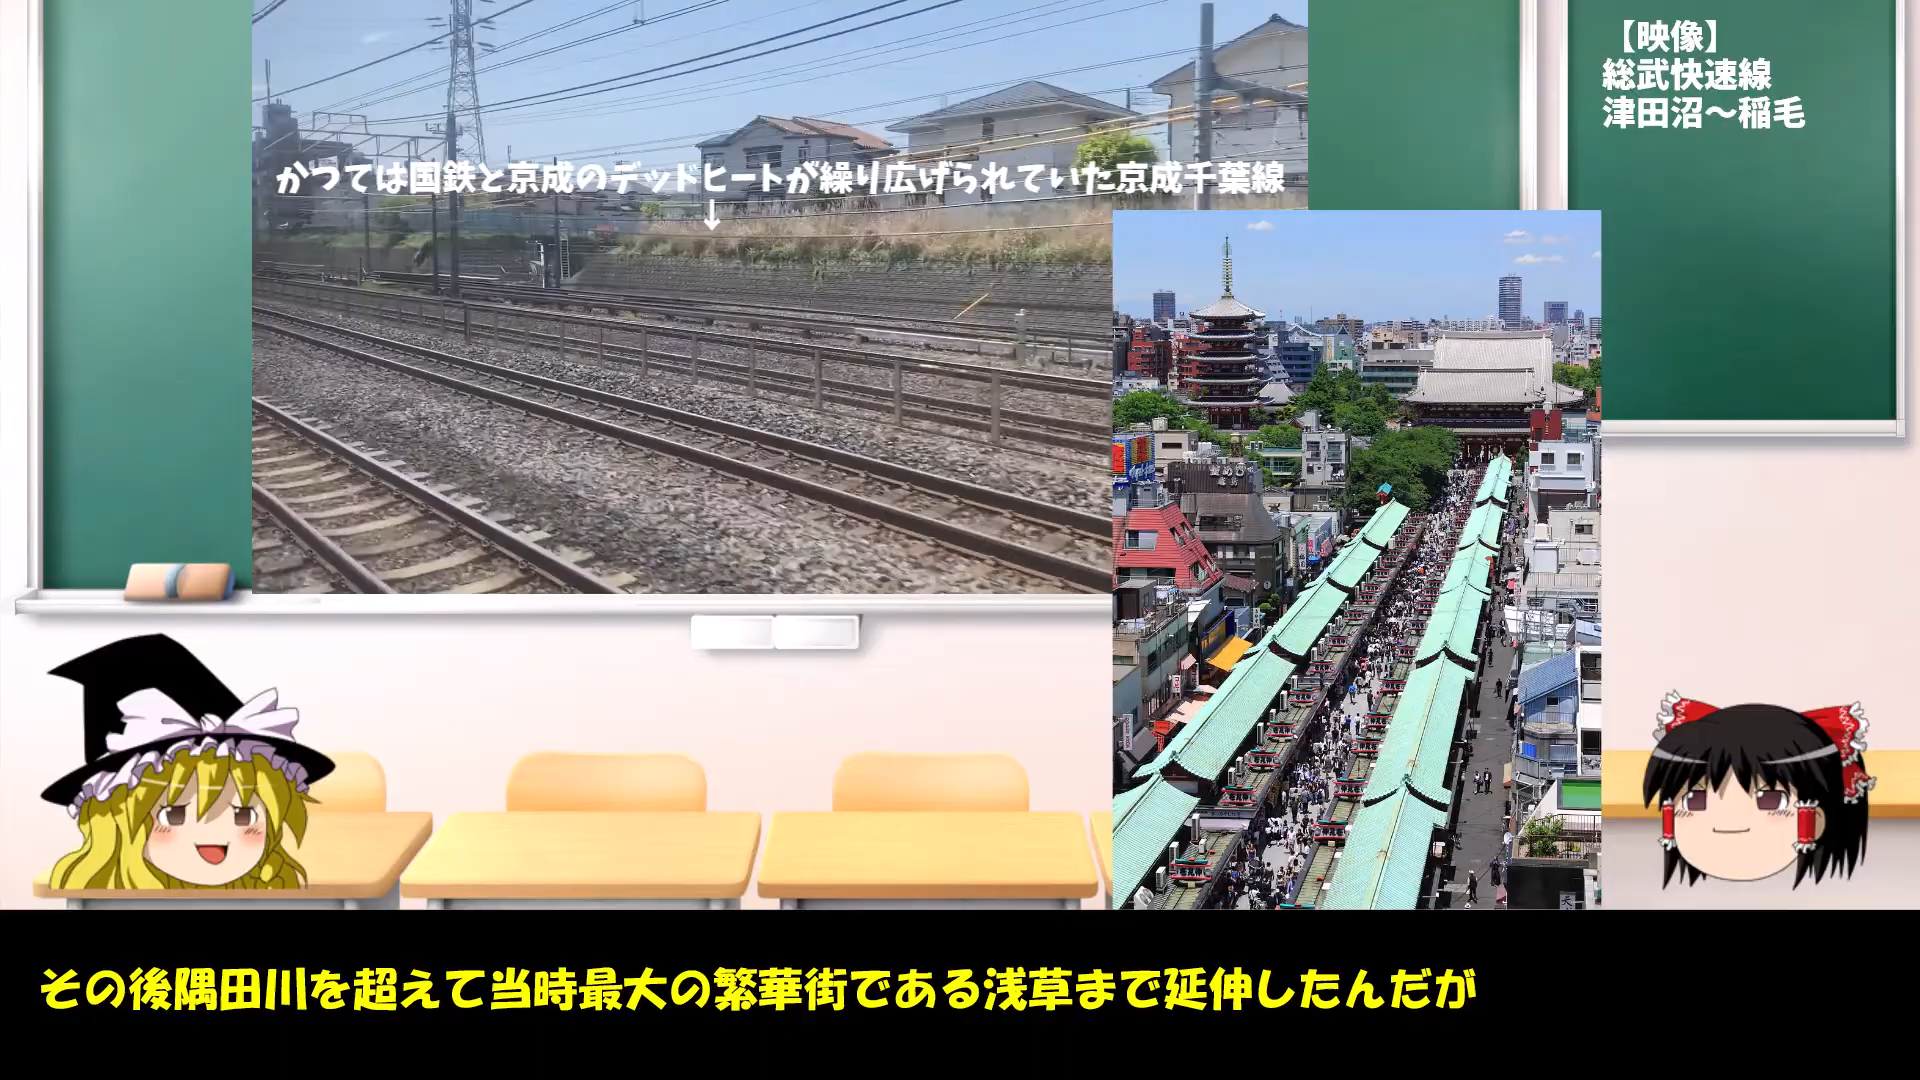 【映像】
総武快速線
津田沼～稲毛
かつては国鉄と京成のデッドヒートが繰り広げられていた京成千葉線
↓
その後隅田川を超えて当時最大の繁華街である浅草まで延伸したんだが